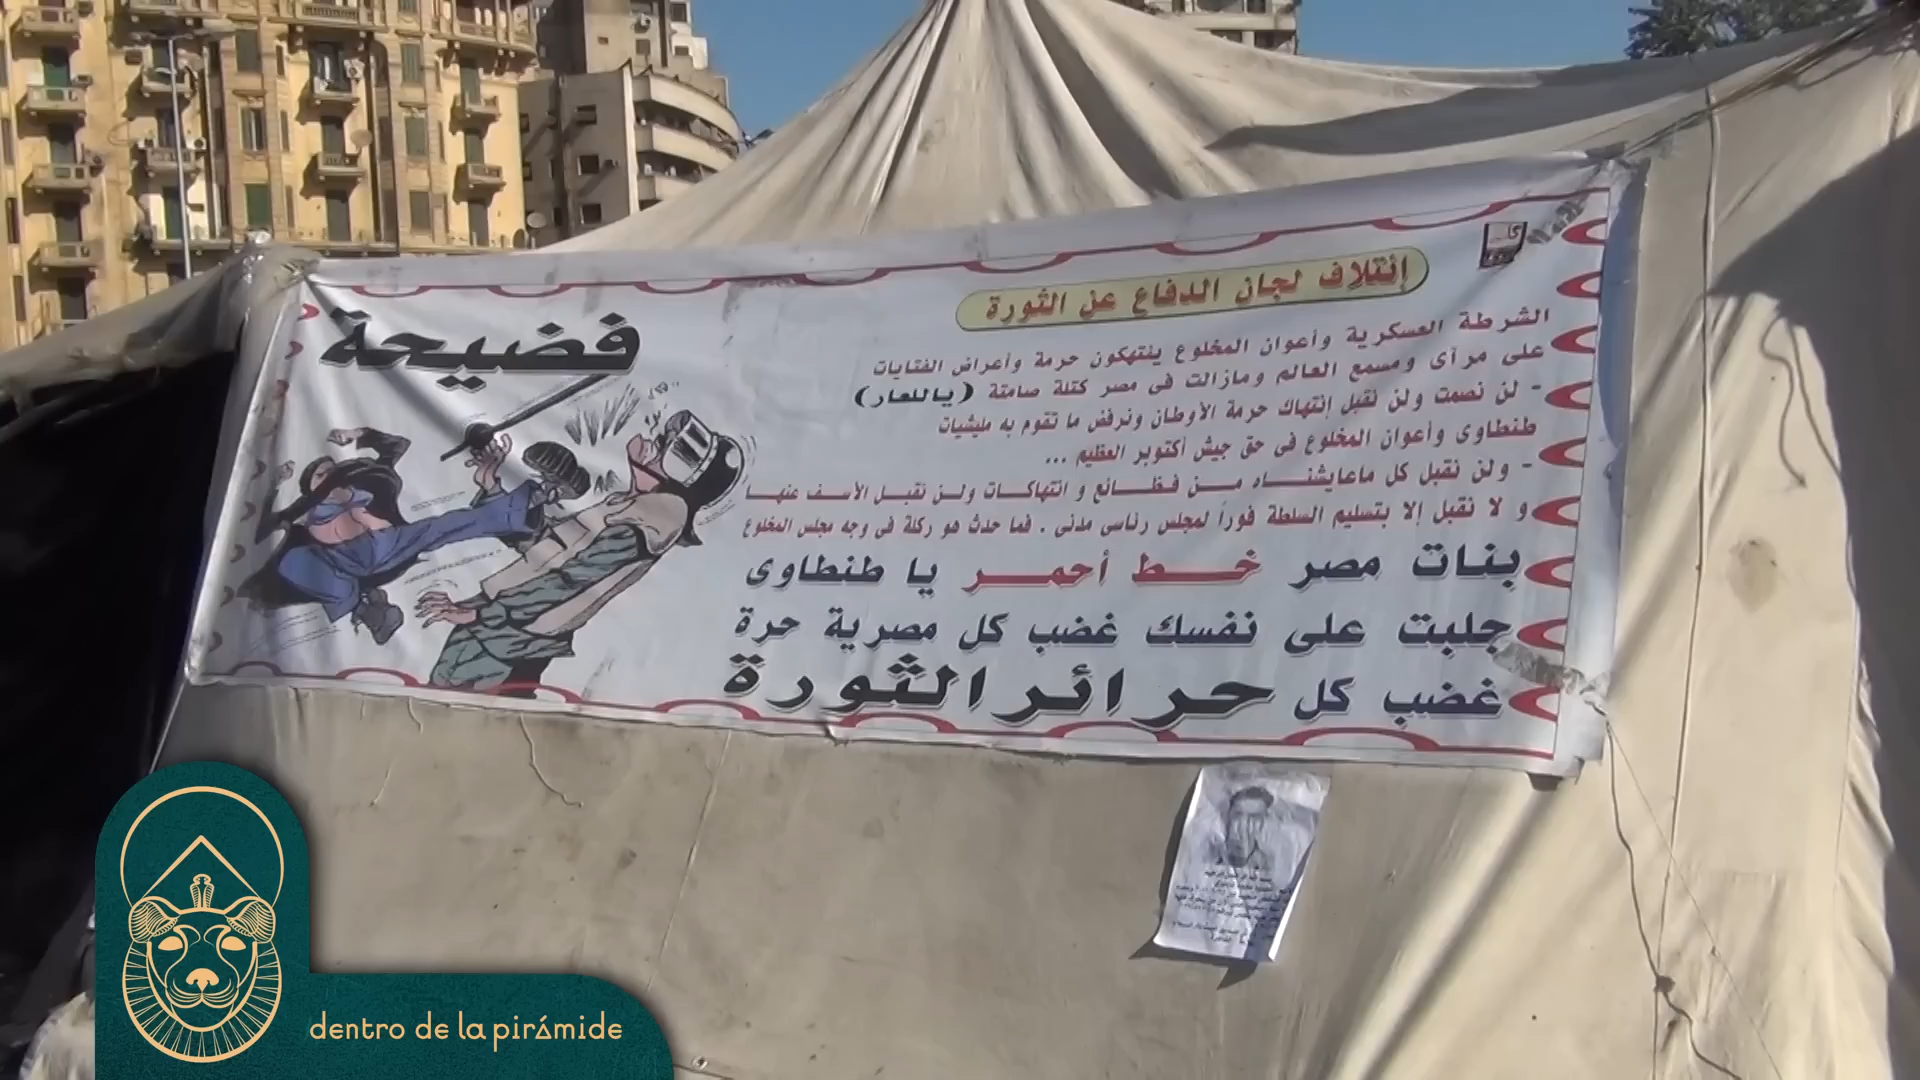 إئتلاف لجان الدفاع عن الثورة
فضيحة
الشرطة العسكرية وأعوان المخلوع ينتهكون حرمة وأعراض الفتايات
على مرآى ومسمع العالم ومازالت فى مصر كتلة صامتة (ياللعار)
- لن نصمت ولن نقبل إنتهاك حرمة الأوطان ونرفض ما تقوم به مليشيات
طنطاوى وأعوان المخلوع فى حق جيش أكتوبر العظيم ...
- ولن نقبل كل ماعايشناه من فظائع و انتهاكات ولن نقبل الأسف عنها
و لا نقبل إلا بتسليم السلطة فوراً لمجلس رئاسى مدنى . فما حدث هو ركلة فى وجه مجلس المخلوع
بنات مصر خط أحمر يا طنطاوى
جلبت على نفسك غضب كل مصرية حرة
غضب كل حرائر الثورة
dentro de la pirámide